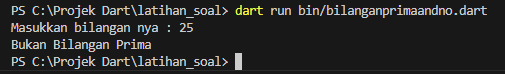 PS C:\Projek Dart\latihan_soal> dart run bin/bilanganprimaandno.dart
Masukkan bilangan nya : 25
Bukan Bilangan Prima
PS C:\Projek Dart\latihan_soal>